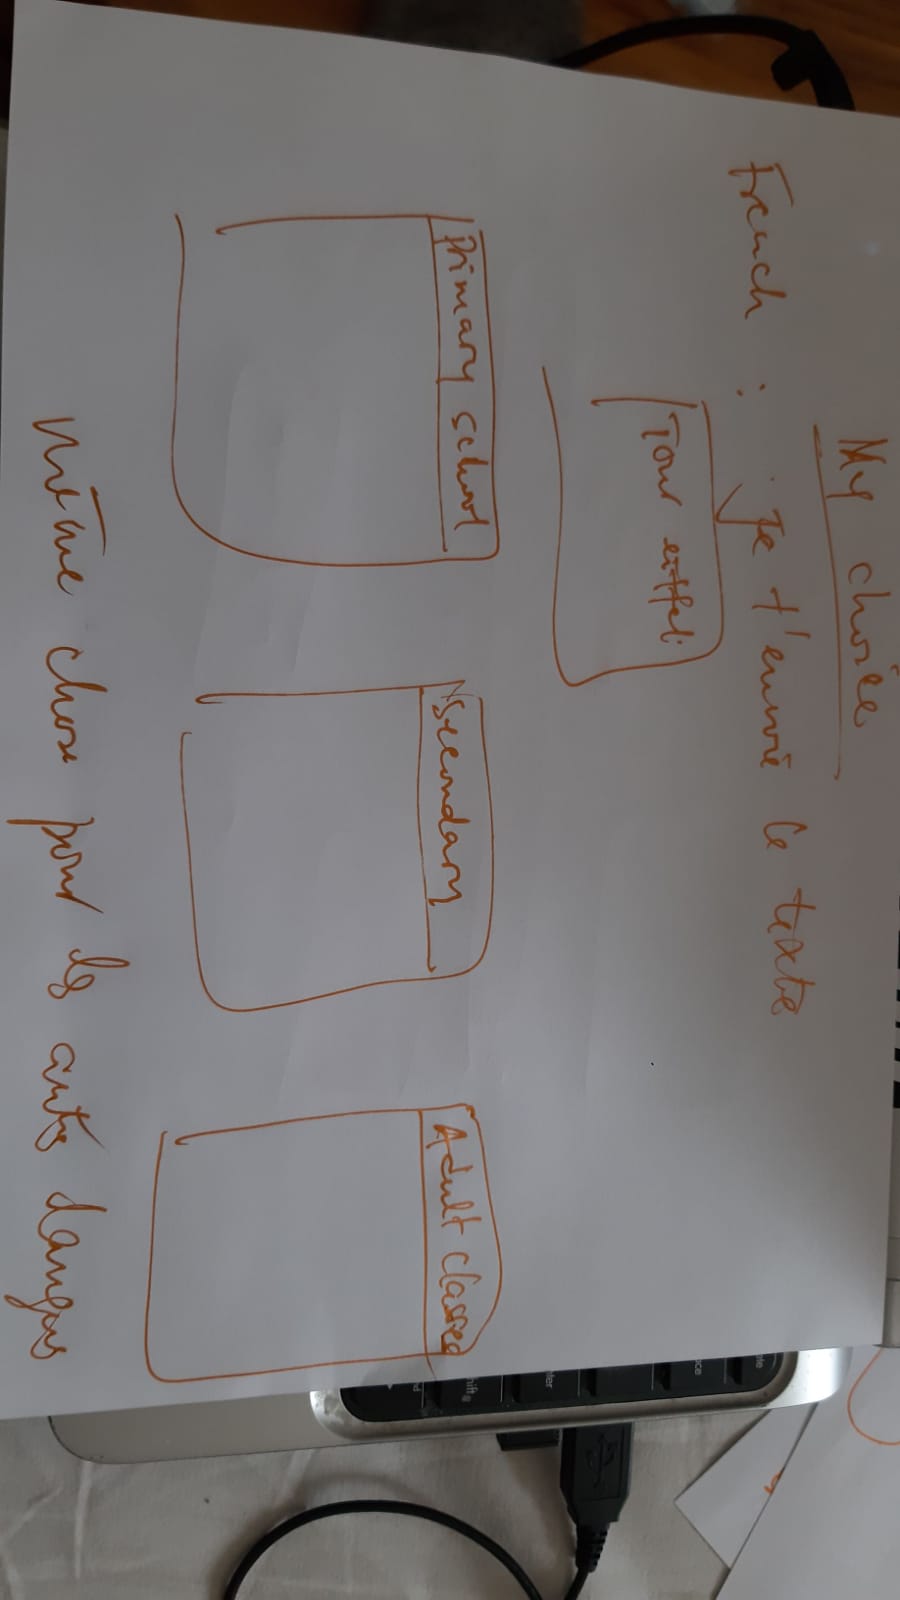 My choice
French : Je t'envoie le texte
Tour eiffel
Primary school
Secondary
Adult Classes
même chose pour les autres langues